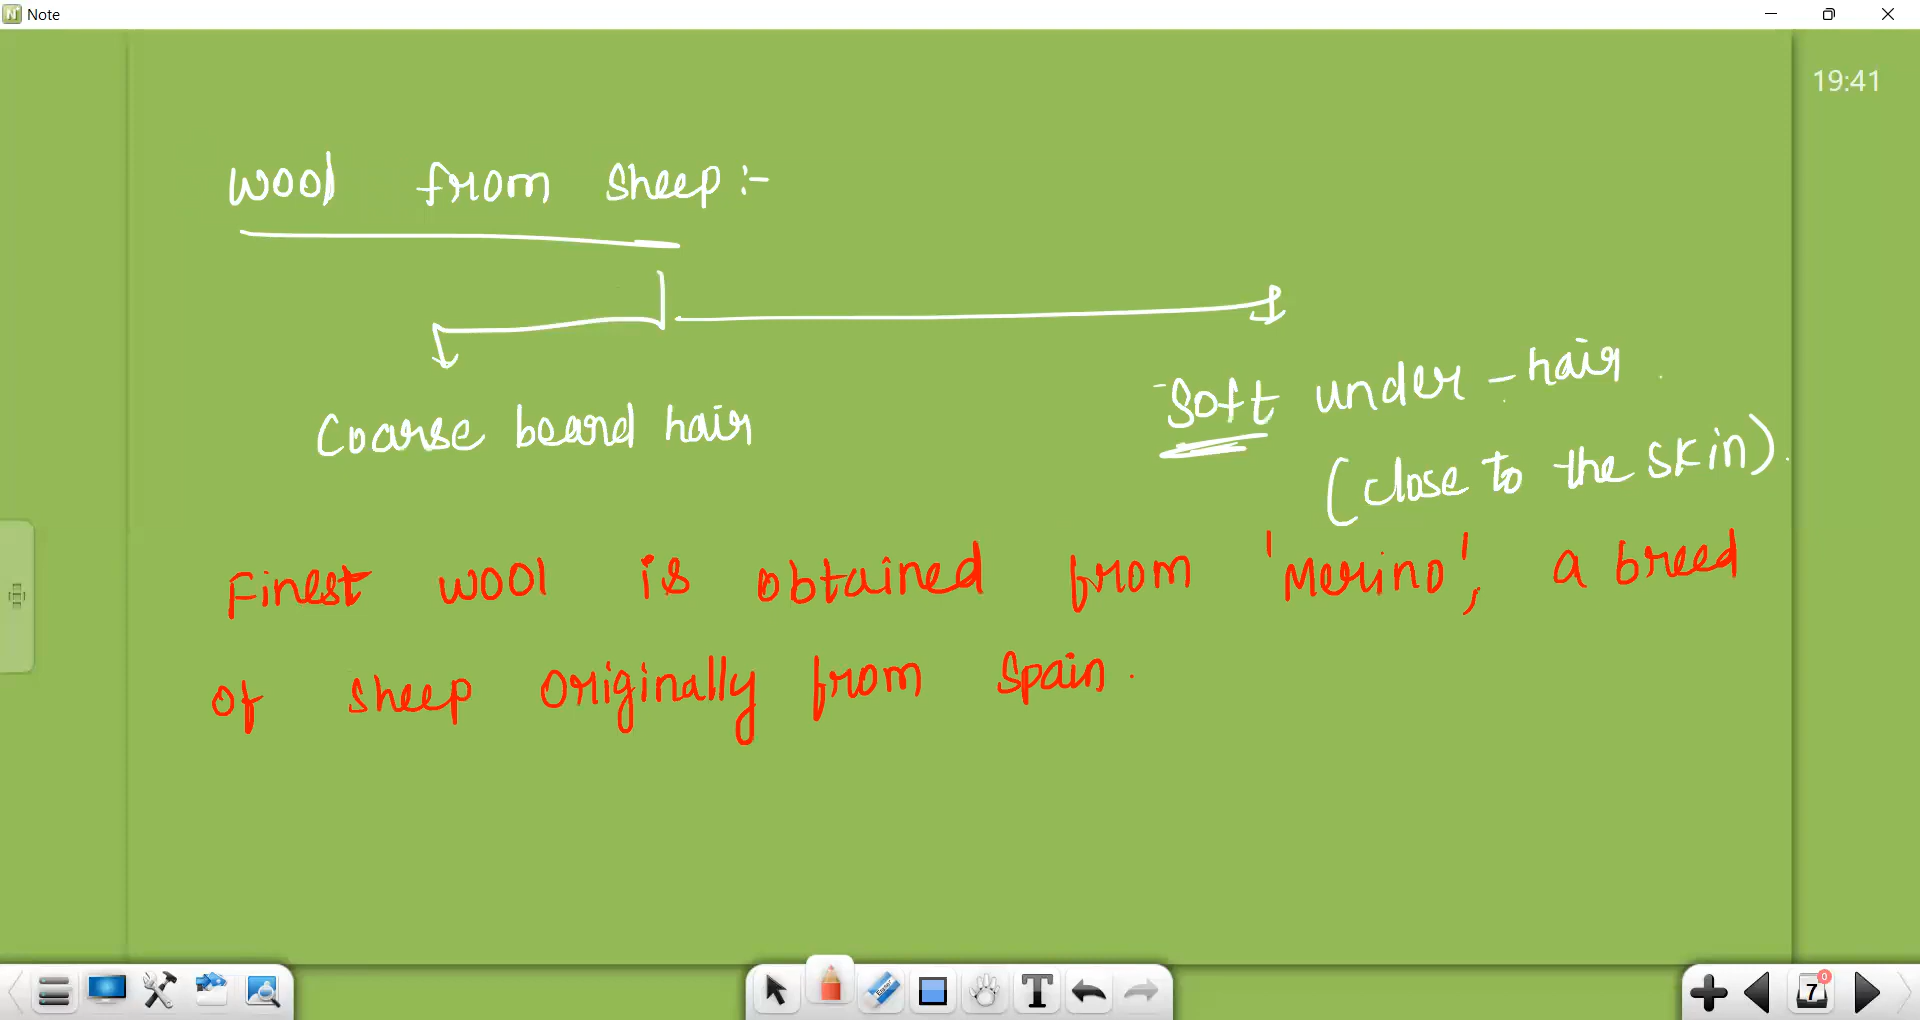 Note
19:41
Wool from sheep :-
Coarse beard hair
Soft under-hair
(close to the skin).
Finest wool is obtained from 'Merino', a breed
of sheep originally from Spain.
T
7
0